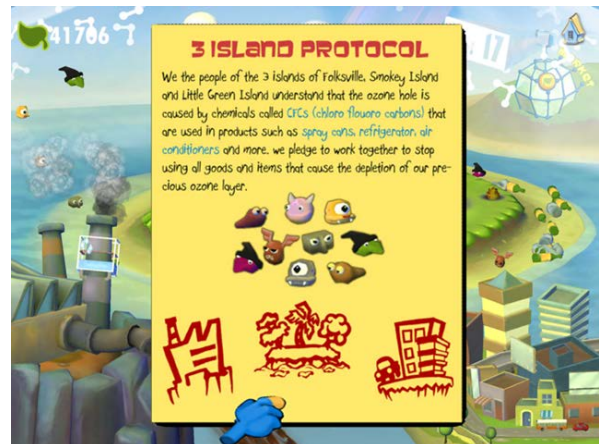 41706
17
3 ISLAND PROTOCOL
We the people of the 3 islands of Folksville, Smokey Island
and Little Green Island understand that the ozone hole is
caused by chemicals called CFCs (chloro flouoro carbons) that
are used in products such as spray cans, refrigerator, air
conditioners and more. we pledge to work together to stop
using all goods and items that cause the depletion of our pre-
cious ozone layer.